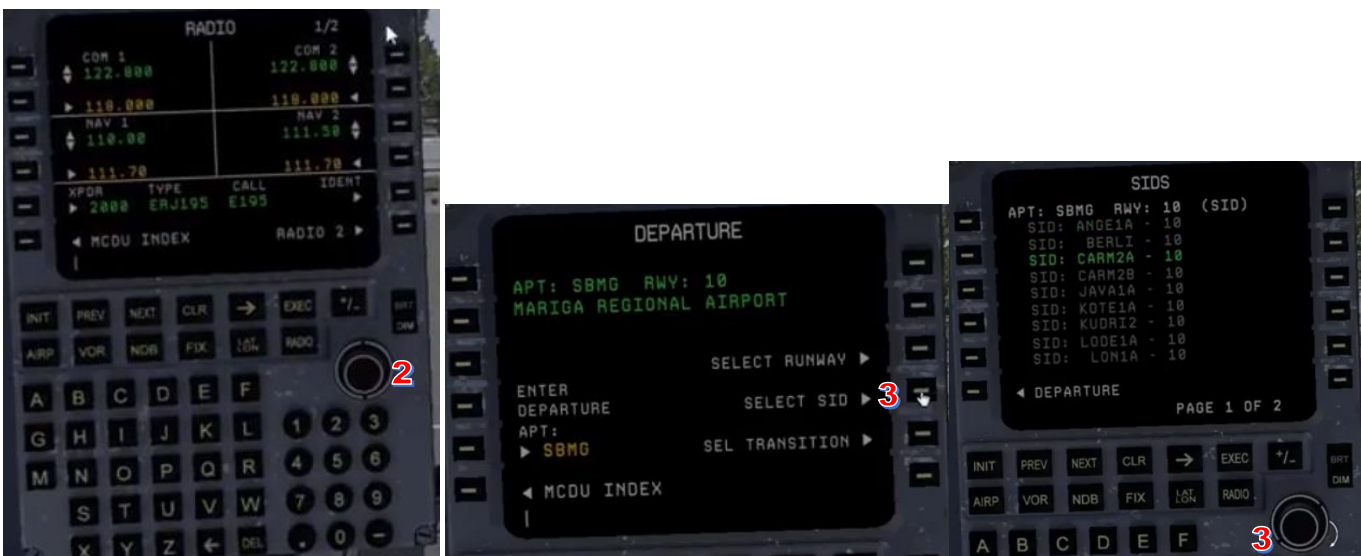 RADIO 1/2
COM 1 COM 2
122.800 122.800
118.000 118.000
NAV 1 NAV 2
110.00 111.50
111.70 111.70
XPDR TYPE CALL IDENT
2000 ERJ195 E195
MCDU INDEX RADIO 2
INIT PREV NEXT CLR → EXEC +/- BRT
DIM
AIRP VOR NDB FIX LAT LON RADIO
2
A B C D E F
G H I J K L 1 2 3
M N O P Q R 4 5 6
S T U V W 7 8 9
X Y Z ← DEL . 0 -
DEPARTURE
APT: SBMG RWY: 10
MARIGA REGIONAL AIRPORT
SELECT RUNWAY
ENTER
DEPARTURE
SELECT SID 3
APT:
SBMG
SEL TRANSITION
MCDU INDEX
SIDS
APT: SBMG RWY: 10 (SID)
SID: ANGE1A - 10
SID: BERLI - 10
SID: CARM2A - 10
SID: CARM2B - 10
SID: JAVA1A - 10
SID: KOTE1A - 10
SID: KUDRI2 - 10
SID: LODE1A - 10
SID: LON1A - 10
DEPARTURE
PAGE 1 OF 2
INIT PREV NEXT CLR → EXEC +/- BRT
DIM
AIRP VOR NDB FIX LAT LON RADIO
A B C D E F 3